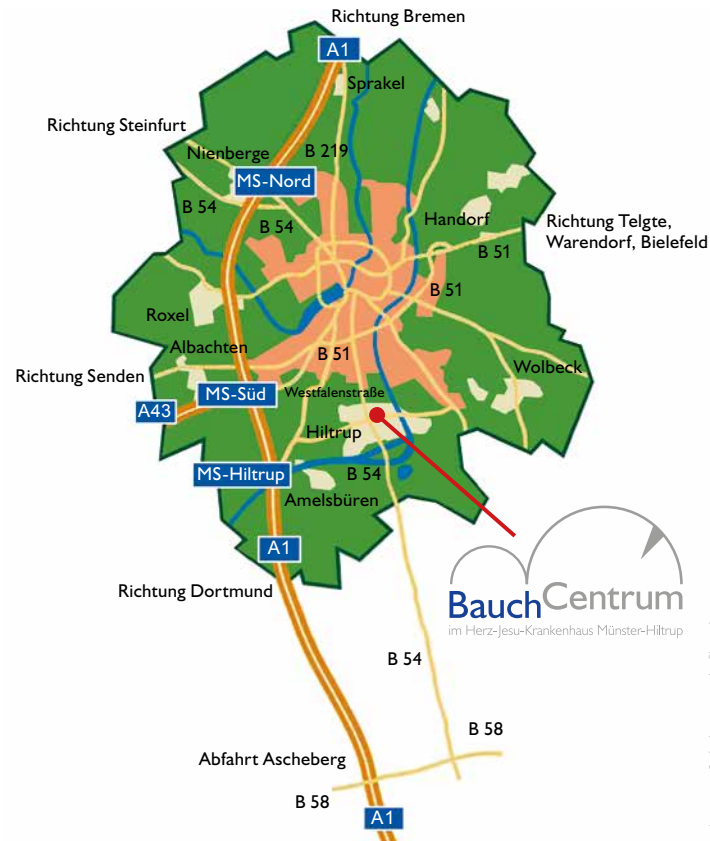 Richtung Bremen
A1
Sprakel
Richtung Steinfurt
Nienberge
B 219
MS-Nord
B 54
B 54
Handorf
Richtung Telgte,
Warendorf, Bielefeld
B 51
B 51
Roxel
Albachten
B 51
Wolbeck
Richtung Senden
MS-Süd
Westfalenstraße
A43
Hiltrup
MS-Hiltrup
B 54
Amelsbüren
A1
Richtung Dortmund
BauchCentrum
im Herz-Jesu-Krankenhaus Münster-Hiltrup
B 54
B 58
Abfahrt Ascheberg
B 58
A1